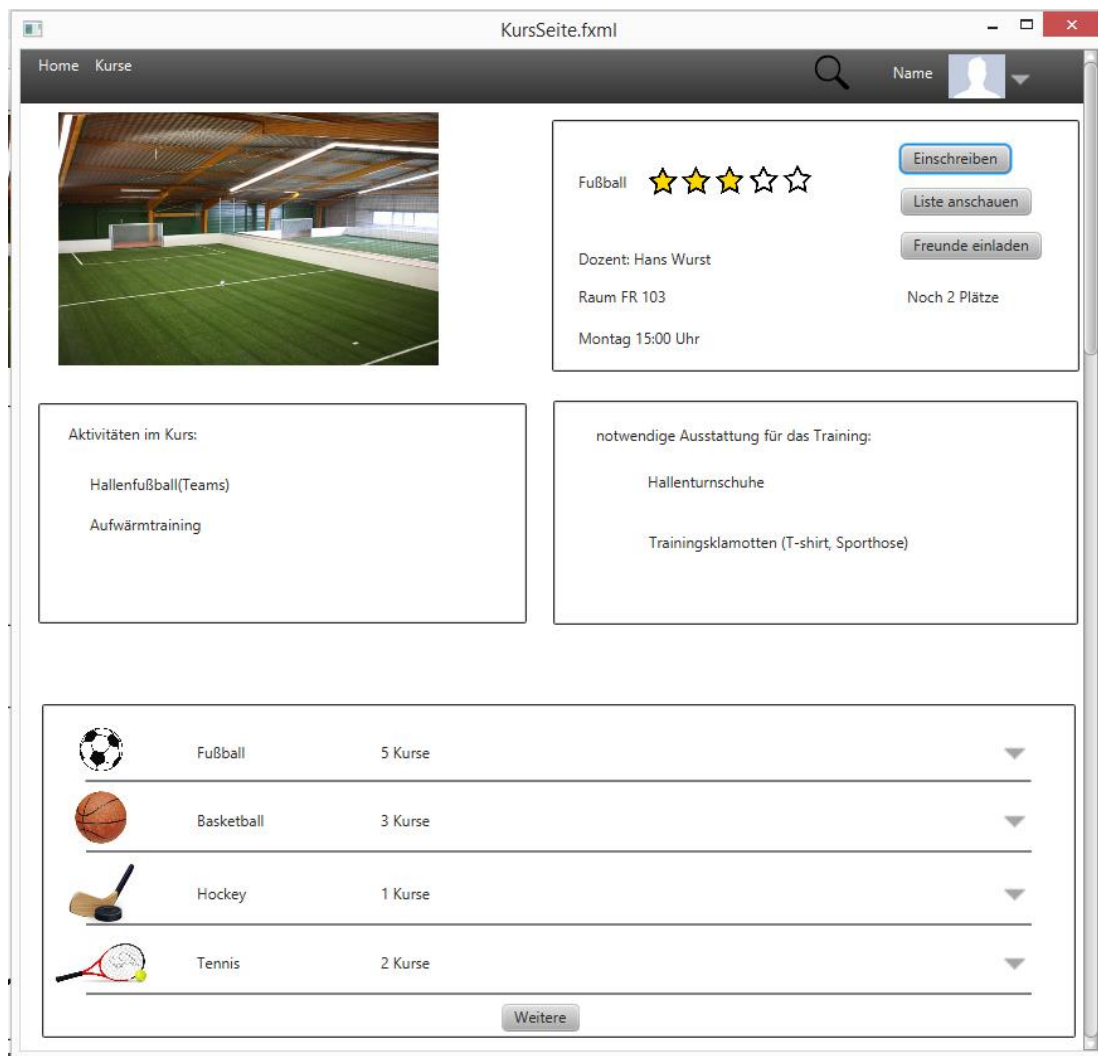 KursSeite.fxml
Home Kurse Name
Fußball
Einschreiben
Liste anschauen
Freunde einladen
Dozent: Hans Wurst
Raum FR 103
Noch 2 Plätze
Montag 15:00 Uhr
Aktivitäten im Kurs:
Hallenfußball(Teams)
Aufwärmtraining
notwendige Ausstattung für das Training:
Hallenturnschuhe
Trainingsklamotten (T-shirt, Sporthose)
Fußball 5 Kurse
Basketball 3 Kurse
Hockey 1 Kurse
Tennis 2 Kurse
Weitere